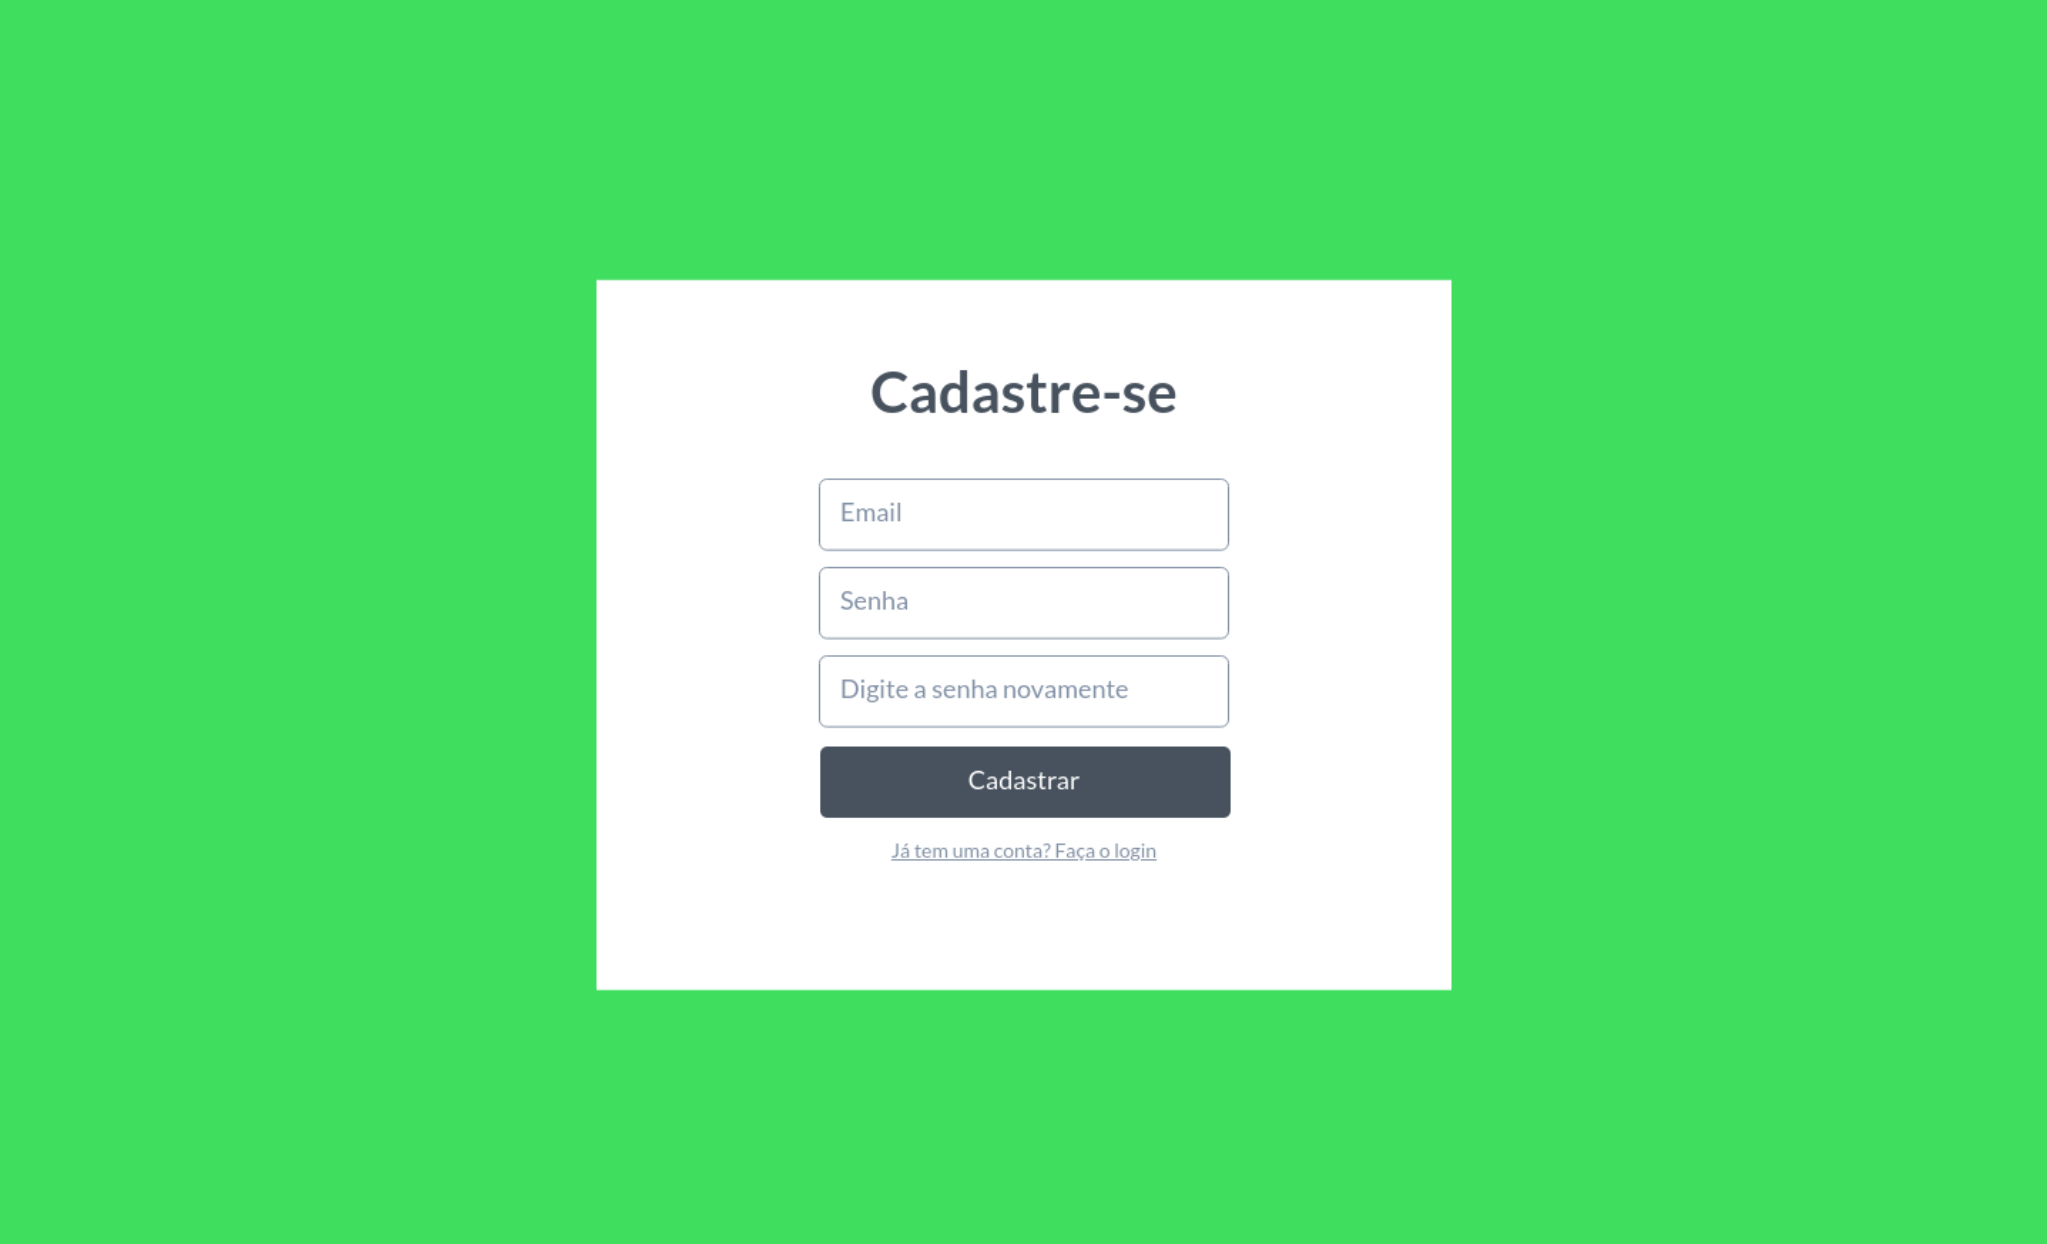 Cadastre-se
Email
Senha
Digite a senha novamente
Cadastrar
Já tem uma conta? Faça o login